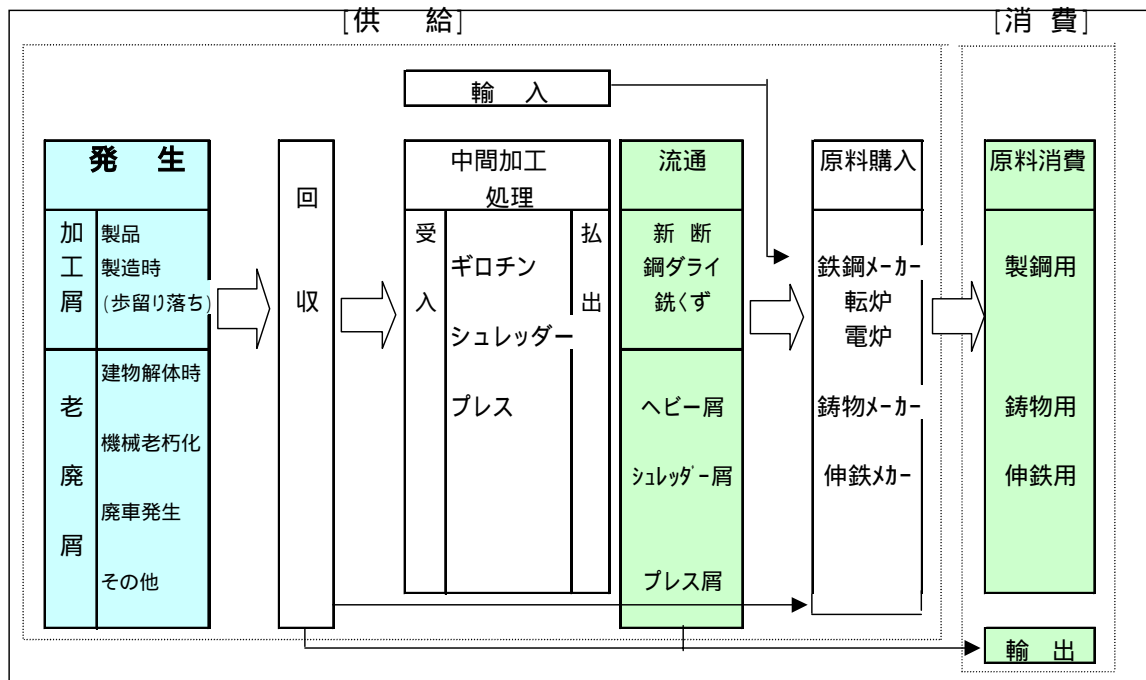 [供 給]
[消 費]
輸 入
発 生
加工屑
製品
製造時
(歩留り落ち)
老廃屑
建物解体時
機械老朽化
廃車発生
その他
回収
中間加工
処理
受入
ギロチン
シュレッダー
プレス
払出
流通
新 断
鋼ダライ
銑くず
ヘビー屑
シュレッダー屑
プレス屑
原料購入
鉄鋼メーカー
転炉
電炉
鋳物メーカー
伸鉄メカー
原料消費
製鋼用
鋳物用
伸鉄用
輸 出